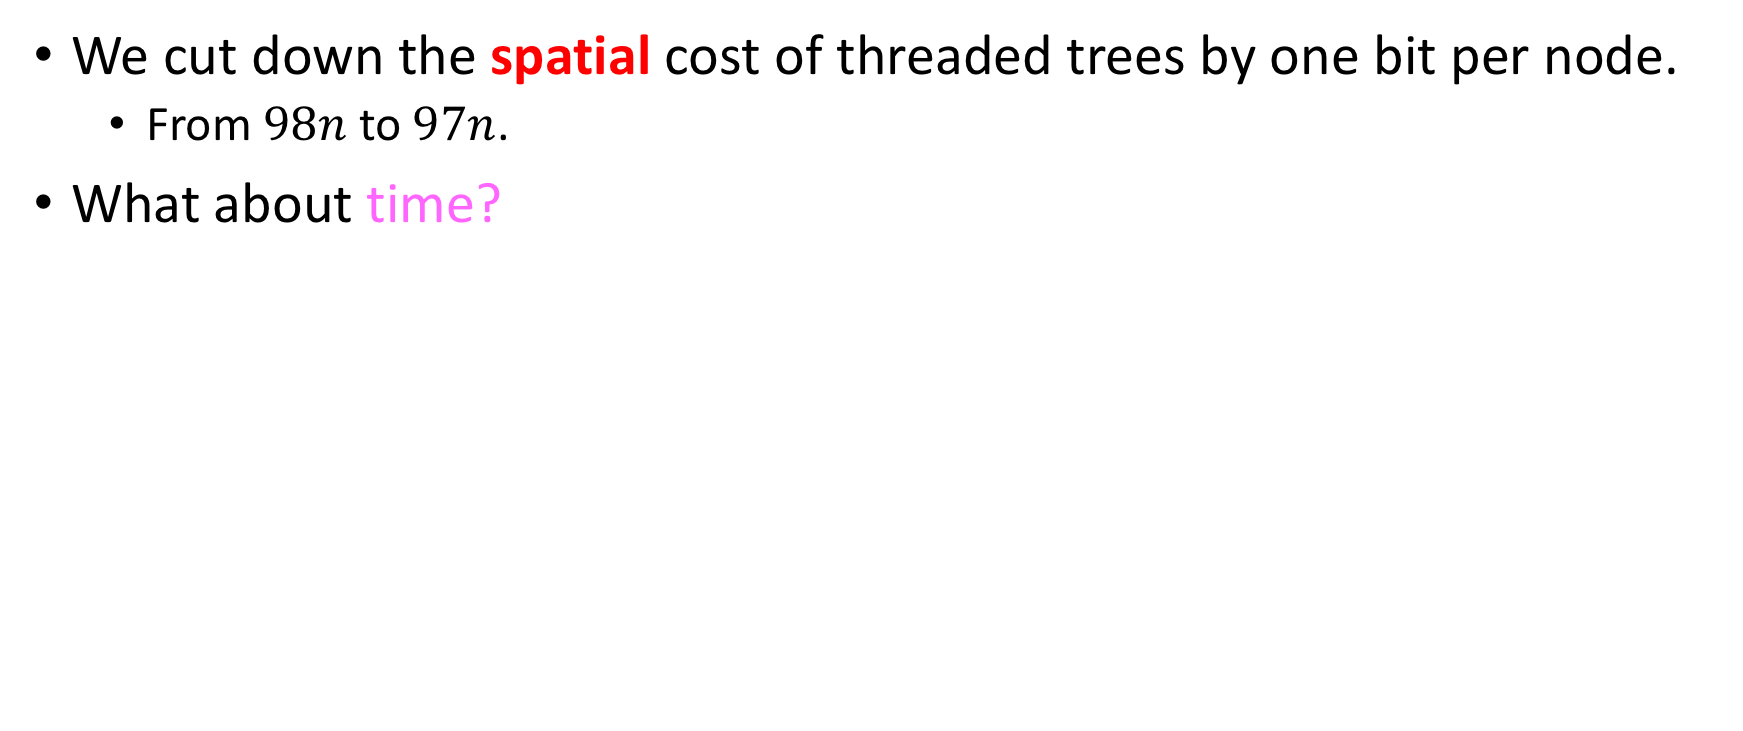 • We cut down the spatial cost of threaded trees by one bit per node.
• From 98n to 97n.
• What about time?